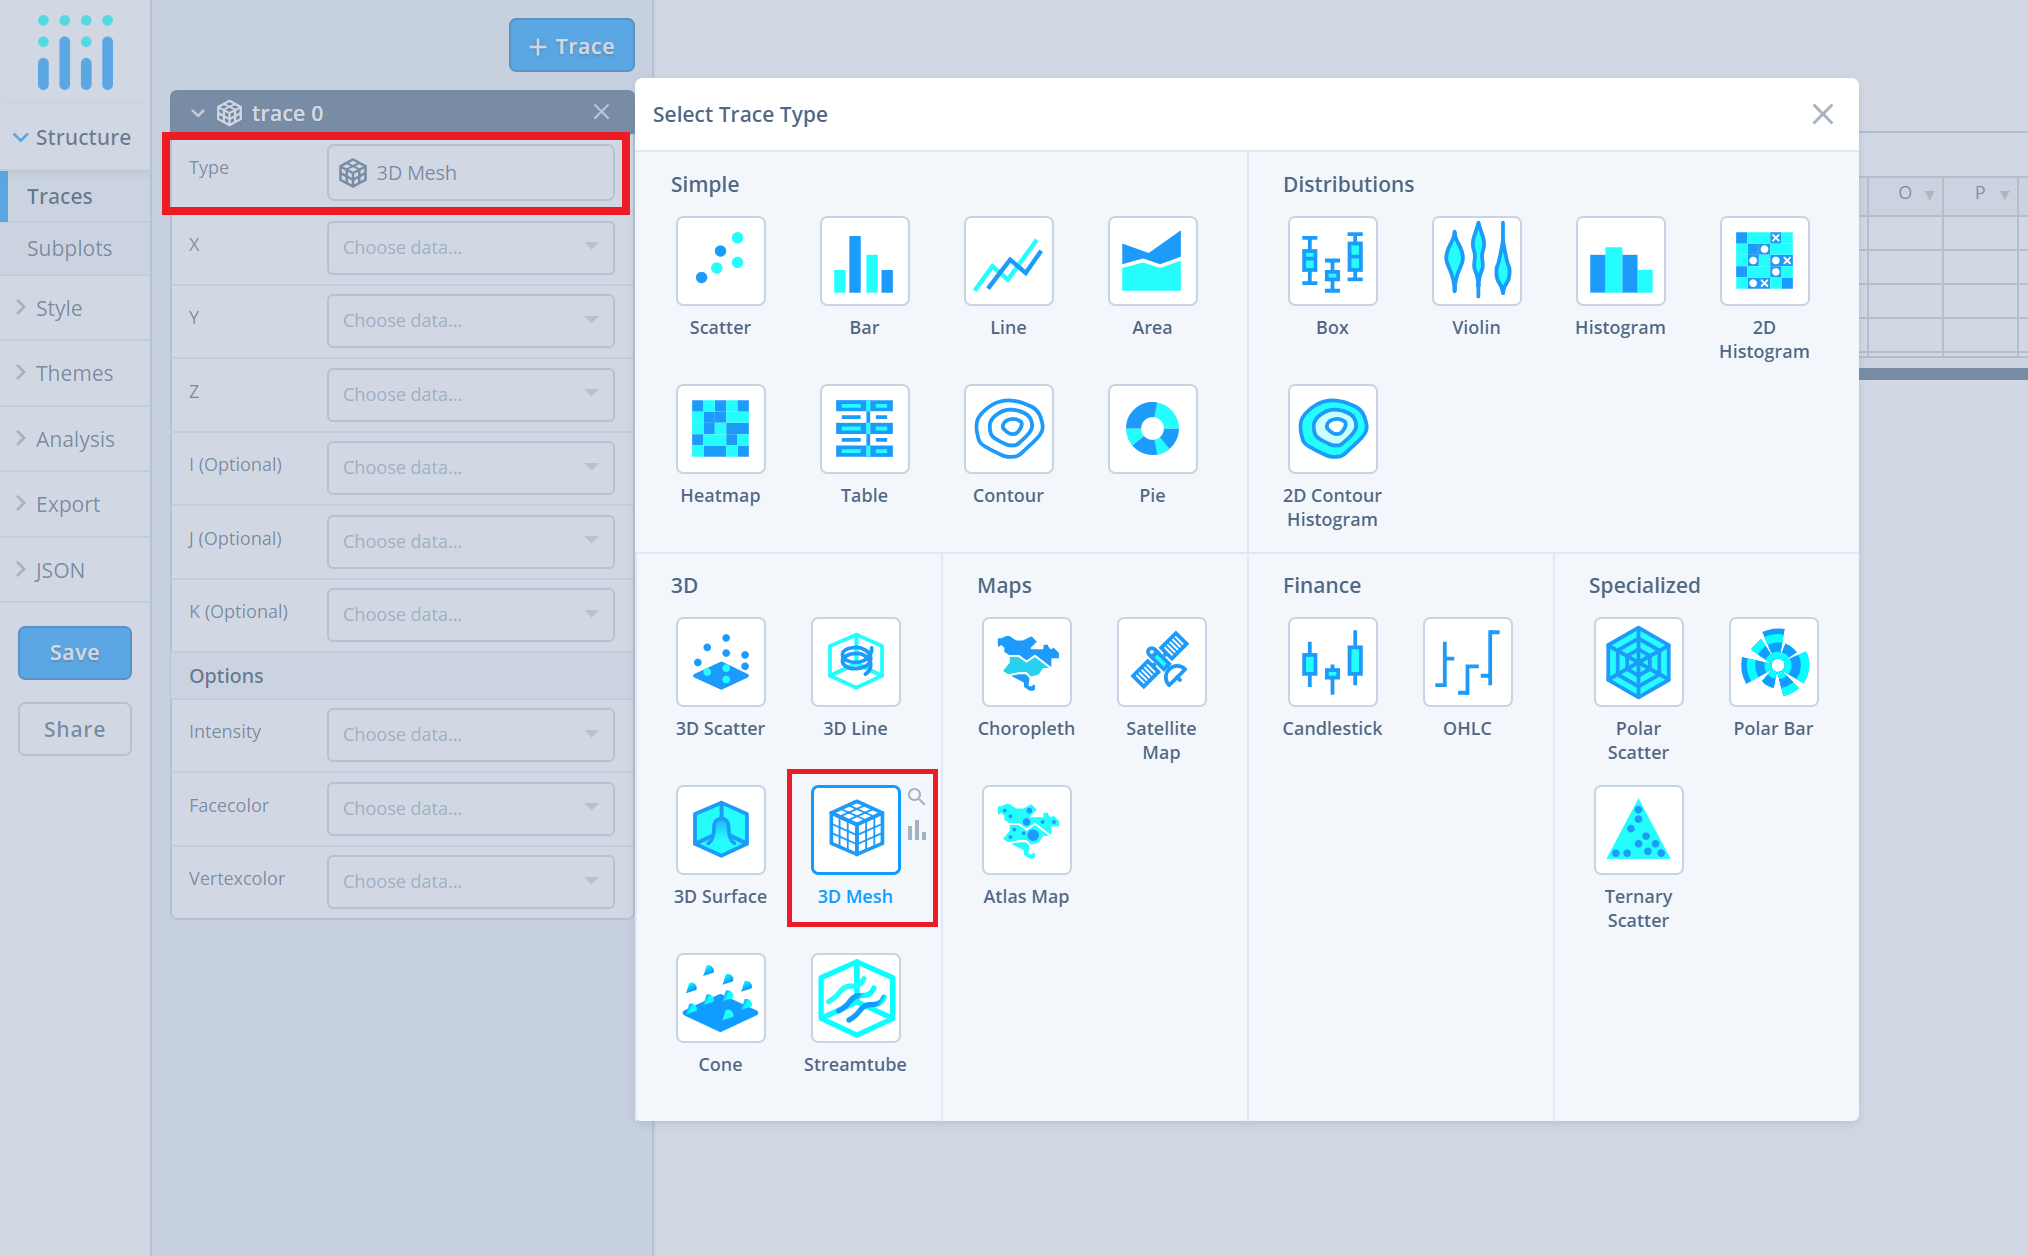 + Trace
Structure
Traces
Subplots
Style
Themes
Analysis
Export
JSON
Save
Share
trace 0
Type
3D Mesh
X
Choose data...
Y
Choose data...
Z
Choose data...
I (Optional)
Choose data...
J (Optional)
Choose data...
K (Optional)
Choose data...
Options
Intensity
Choose data...
Facecolor
Choose data...
Vertexcolor
Choose data...
Select Trace Type
Simple
Scatter
Bar
Line
Area
Heatmap
Table
Contour
Pie
Distributions
Box
Violin
Histogram
2D
Histogram
2D Contour
Histogram
3D
3D Scatter
3D Line
3D Surface
3D Mesh
Cone
Streamtube
Maps
Choropleth
Satellite
Map
Atlas Map
Finance
Candlestick
OHLC
Specialized
Polar
Scatter
Polar Bar
Ternary
Scatter
O
P